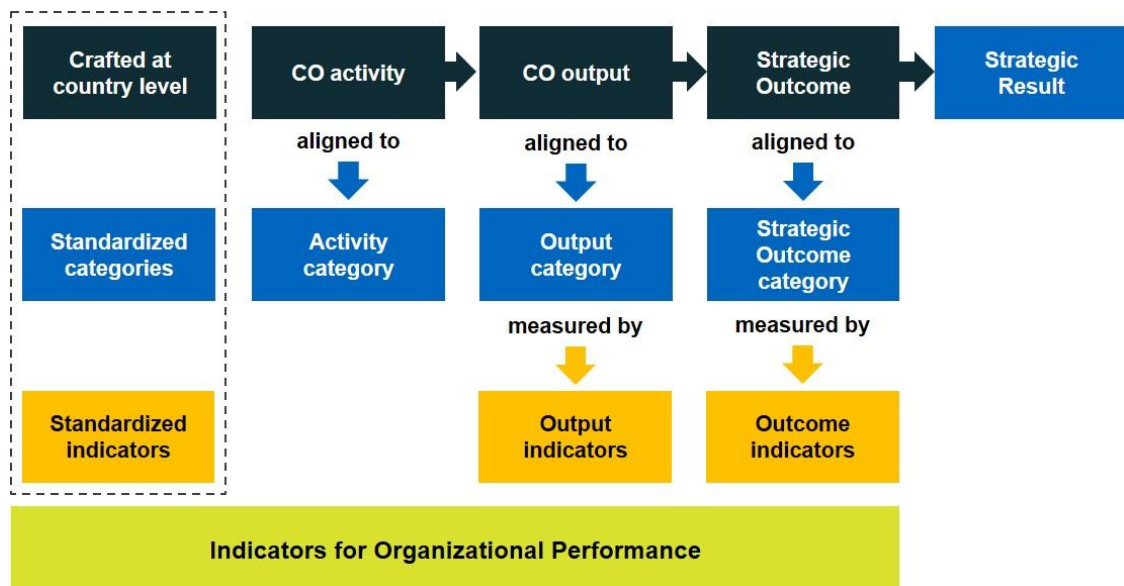 Crafted at
country level
CO activity
CO output
Strategic
Outcome
Strategic
Result
aligned to
aligned to
aligned to
Standardized
categories
Activity
category
Output
category
Strategic
Outcome
category
measured by
measured by
Standardized
indicators
Output
indicators
Outcome
indicators
Indicators for Organizational Performance